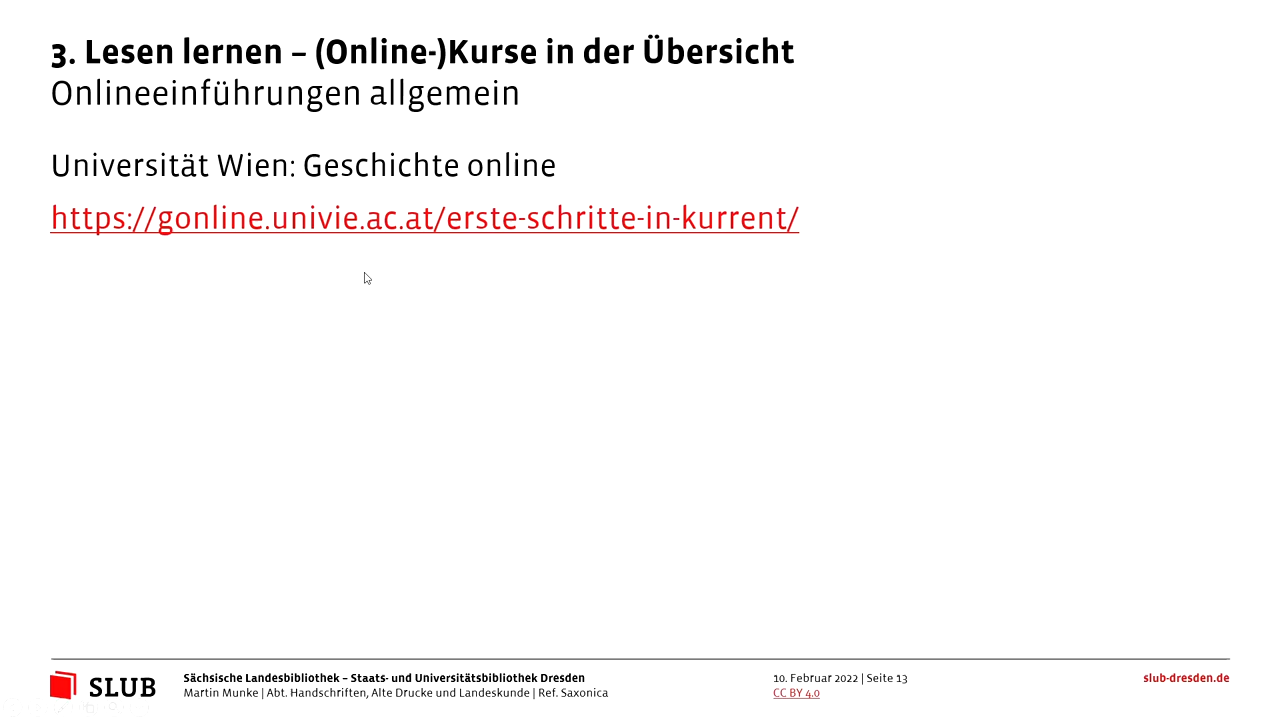 3. Lesen lernen – (Online-)Kurse in der Übersicht
Onlineeinführungen allgemein
Universität Wien: Geschichte online
https://gonline.univie.ac.at/erste-schritte-in-kurrent/
SLUB
Sächsische Landesbibliothek – Staats- und Universitätsbibliothek Dresden
Martin Munke | Abt. Handschriften, Alte Drucke und Landeskunde | Ref. Saxonica
10. Februar 2022 | Seite 13
CC BY 4.0
slub-dresden.de